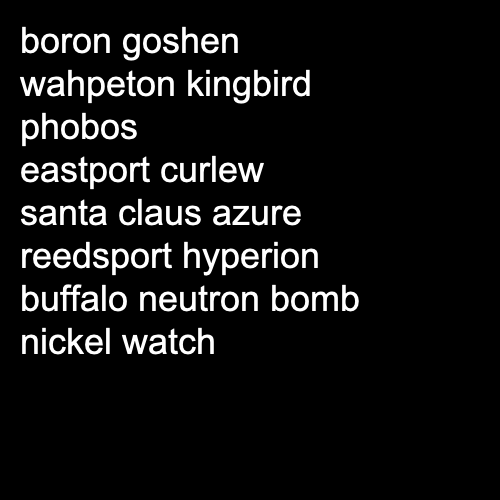 boron goshen
wahpeton kingbird
phobos
eastport curlew
santa claus azure
reedsport hyperion
buffalo neutron bomb
nickel watch